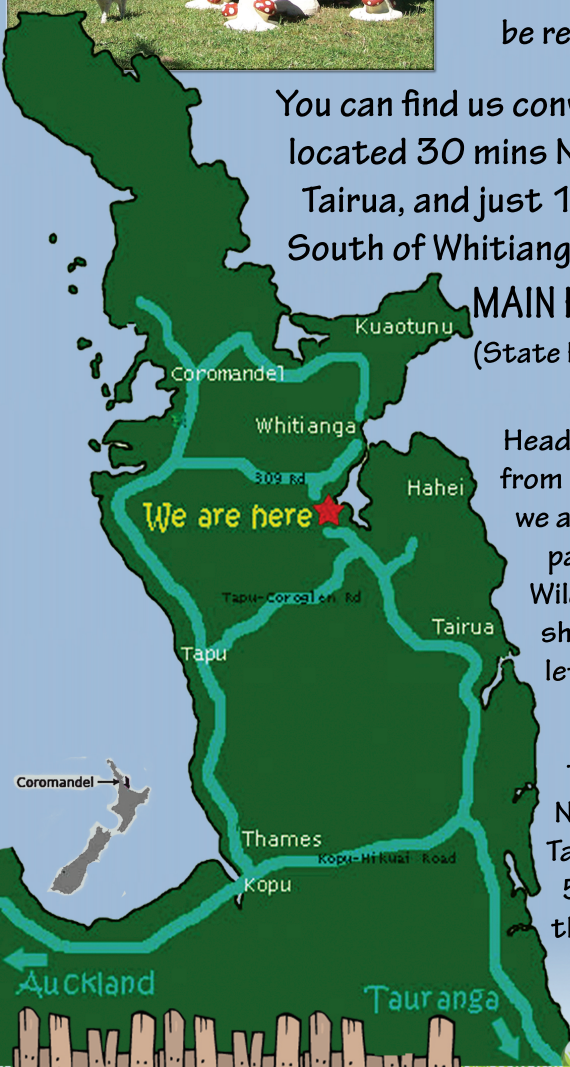 be re
You can find us con
located 30 mins N
Tairua, and just 1
South of Whitiang
MAIN
(State
Kuaotunu
Coromandel
Whitianga
Head
from
309 Rd
Hahei
We are here
we a
pa
Tapu-Coroglen Rd
Wil
Tairua
sh
Tapu
le
Coromandel
N
Thames
Kopu-Hikuai Road
Ta
Kopu
5
th
Auckland
Tauranga